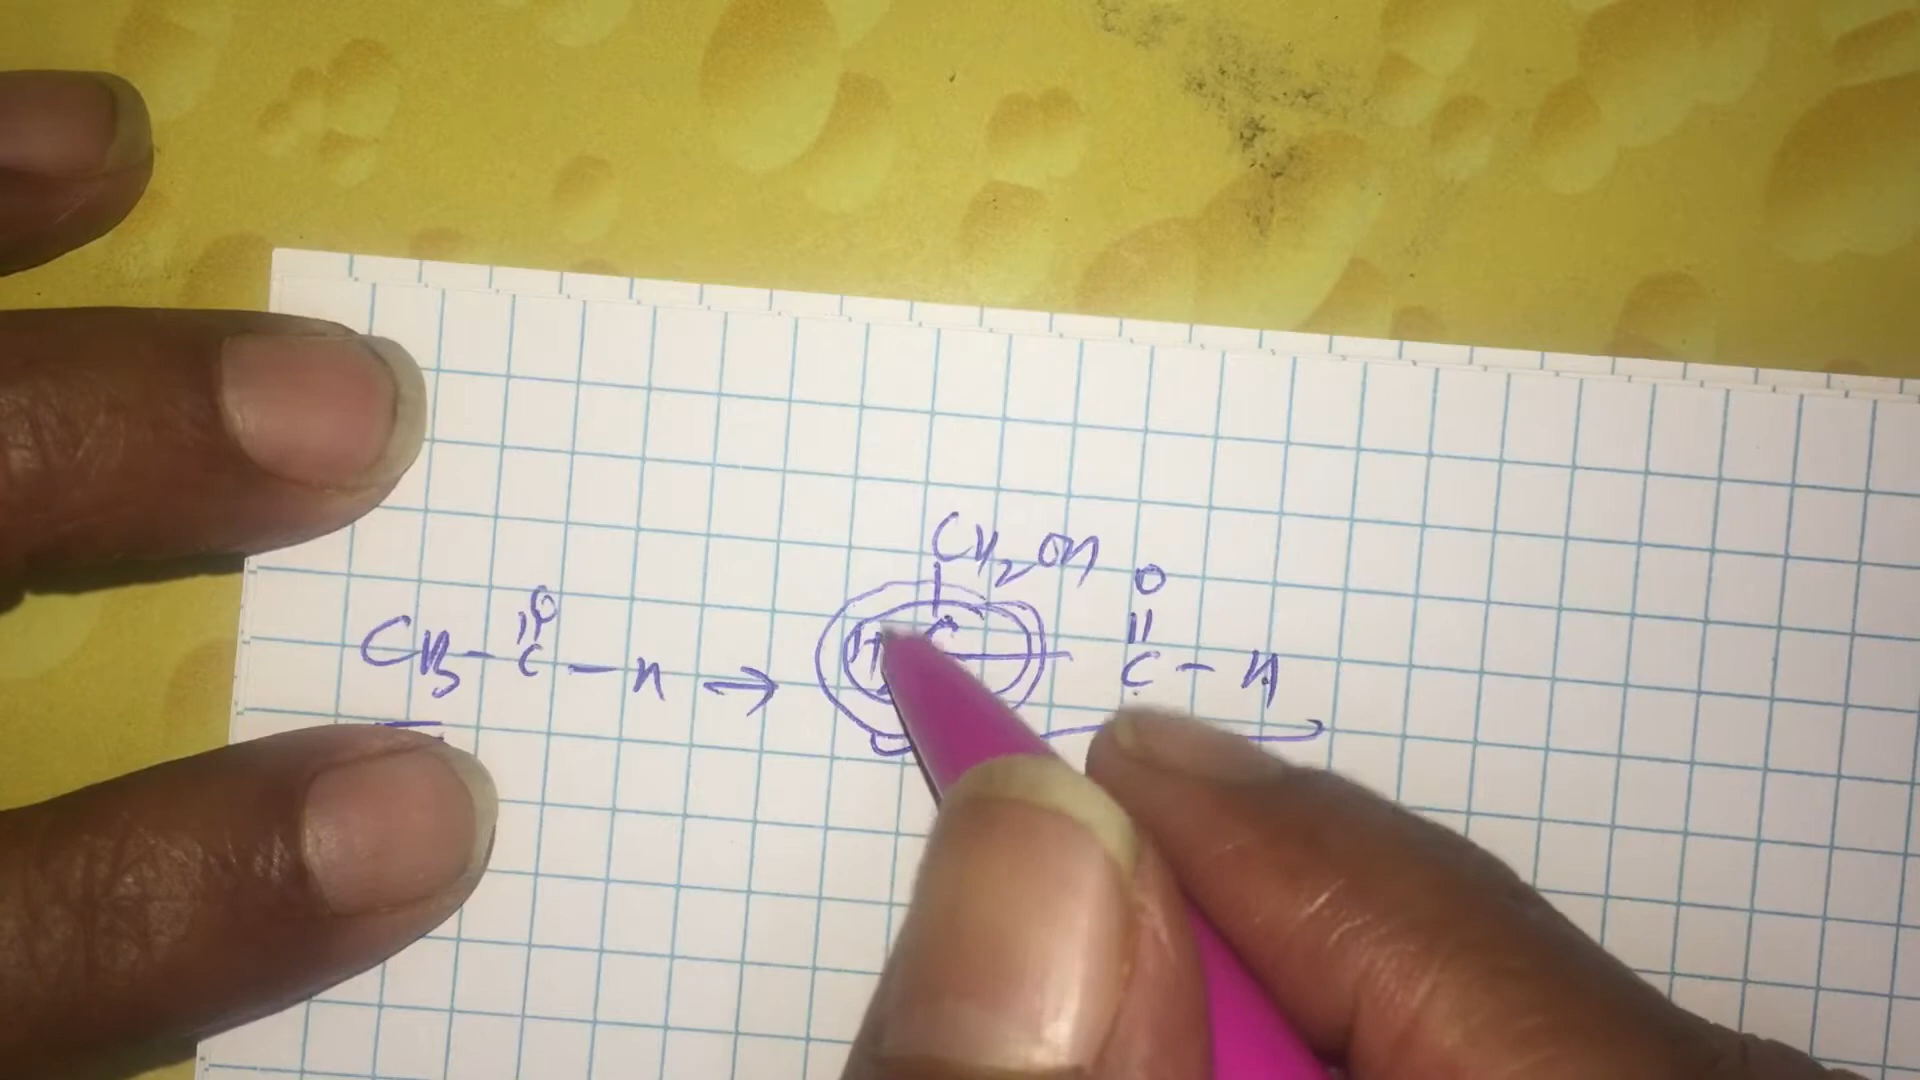 CH2OH
O O
CH3-C-H → H C — C-H